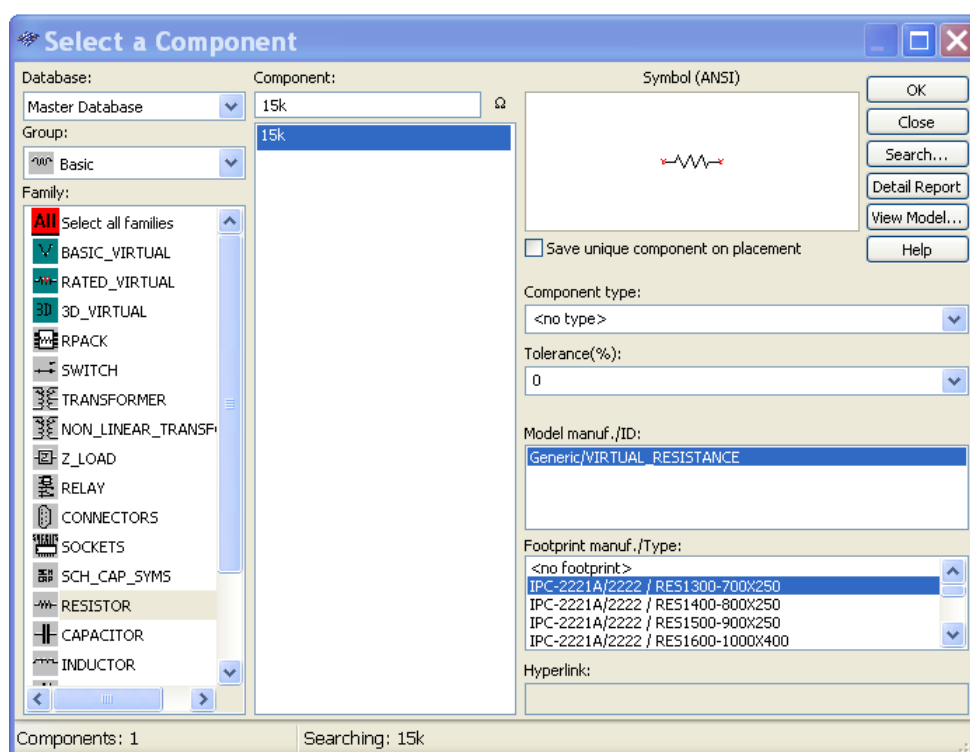 Select a Component
Database:
Master Database
Group:
Basic
Family:
All Select all families
BASIC_VIRTUAL
RATED_VIRTUAL
3D 3D_VIRTUAL
RPACK
SWITCH
TRANSFORMER
NON_LINEAR_TRANSF
Z_LOAD
RELAY
CONNECTORS
SOCKETS
SCH_CAP_SYMS
RESISTOR
CAPACITOR
INDUCTOR
Component:
15k Ω
15k
Symbol (ANSI)
Save unique component on placement
Component type:
<no type>
Tolerance(%):
0
Model manuf./ID:
Generic/VIRTUAL_RESISTANCE
Footprint manuf./Type:
<no footprint>
IPC-2221A/2222 / RES1300-700X250
IPC-2221A/2222 / RES1400-800X250
IPC-2221A/2222 / RES1500-900X250
IPC-2221A/2222 / RES1600-1000X400
Hyperlink:
OK
Close
Search...
Detail Report
View Model...
Help
Components: 1
Searching: 15k